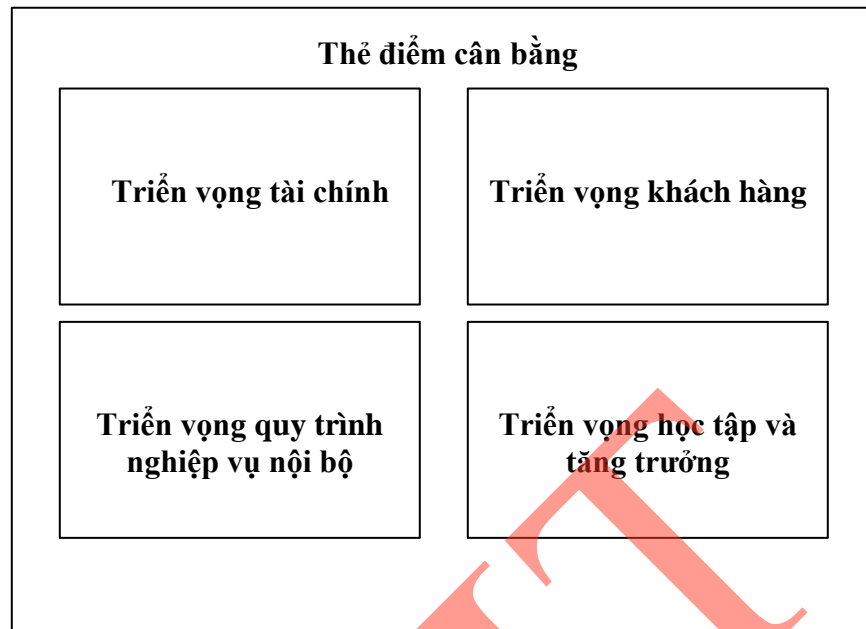 Thẻ điểm cân bằng
Triển vọng tài chính
Triển vọng khách hàng
Triển vọng quy trình
nghiệp vụ nội bộ
Triển vọng học tập và
tăng trưởng